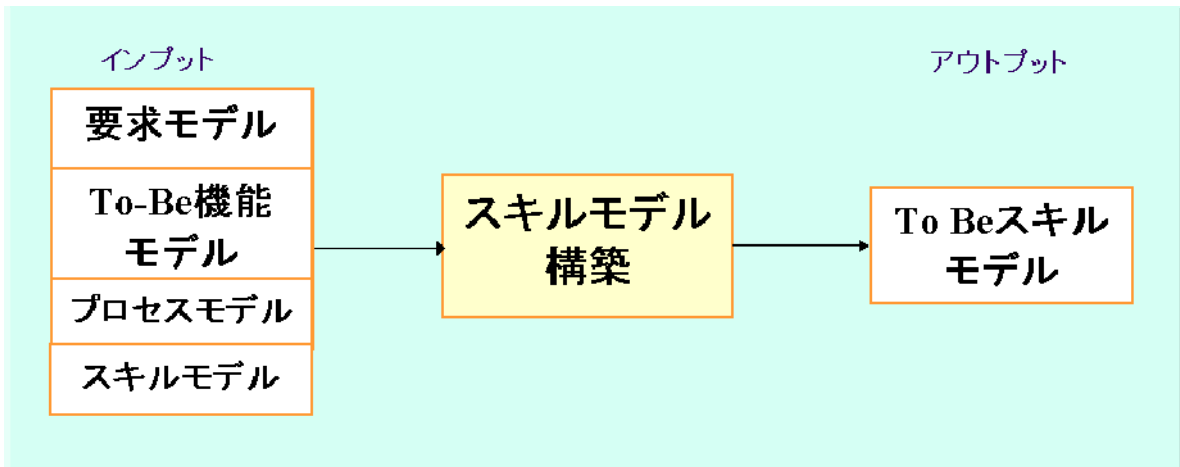 インプット
アウトプット
要求モデル
To-Be機能
モデル
プロセスモデル
スキルモデル
スキルモデル
構築
To Beスキル
モデル